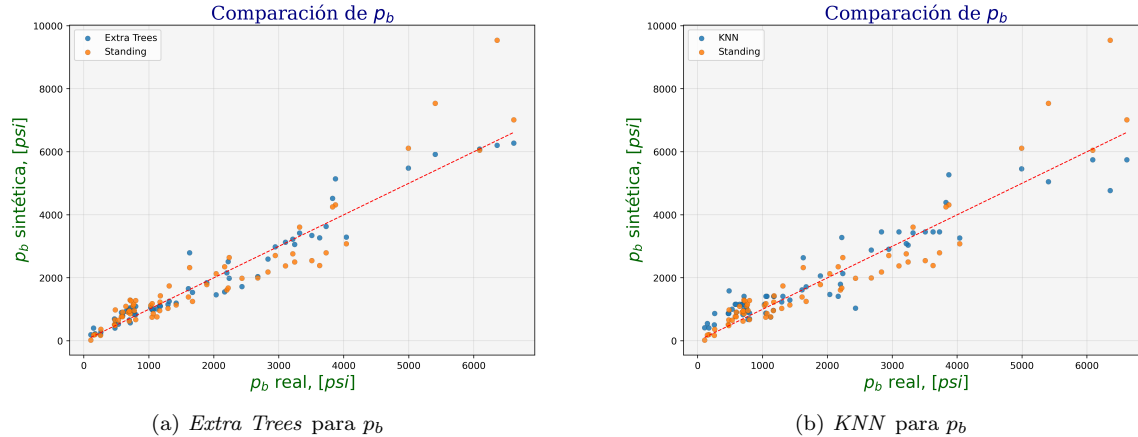 Comparación de p_b
Extra Trees
Standing
10000
8000
6000
4000
2000
0
p_b sintética, [psi]
0 1000 2000 3000 4000 5000 6000
p_b real, [psi]
(a) Extra Trees para p_b
Comparación de p_b
KNN
Standing
10000
8000
6000
4000
2000
0
p_b sintética, [psi]
0 1000 2000 3000 4000 5000 6000
p_b real, [psi]
(b) KNN para p_b